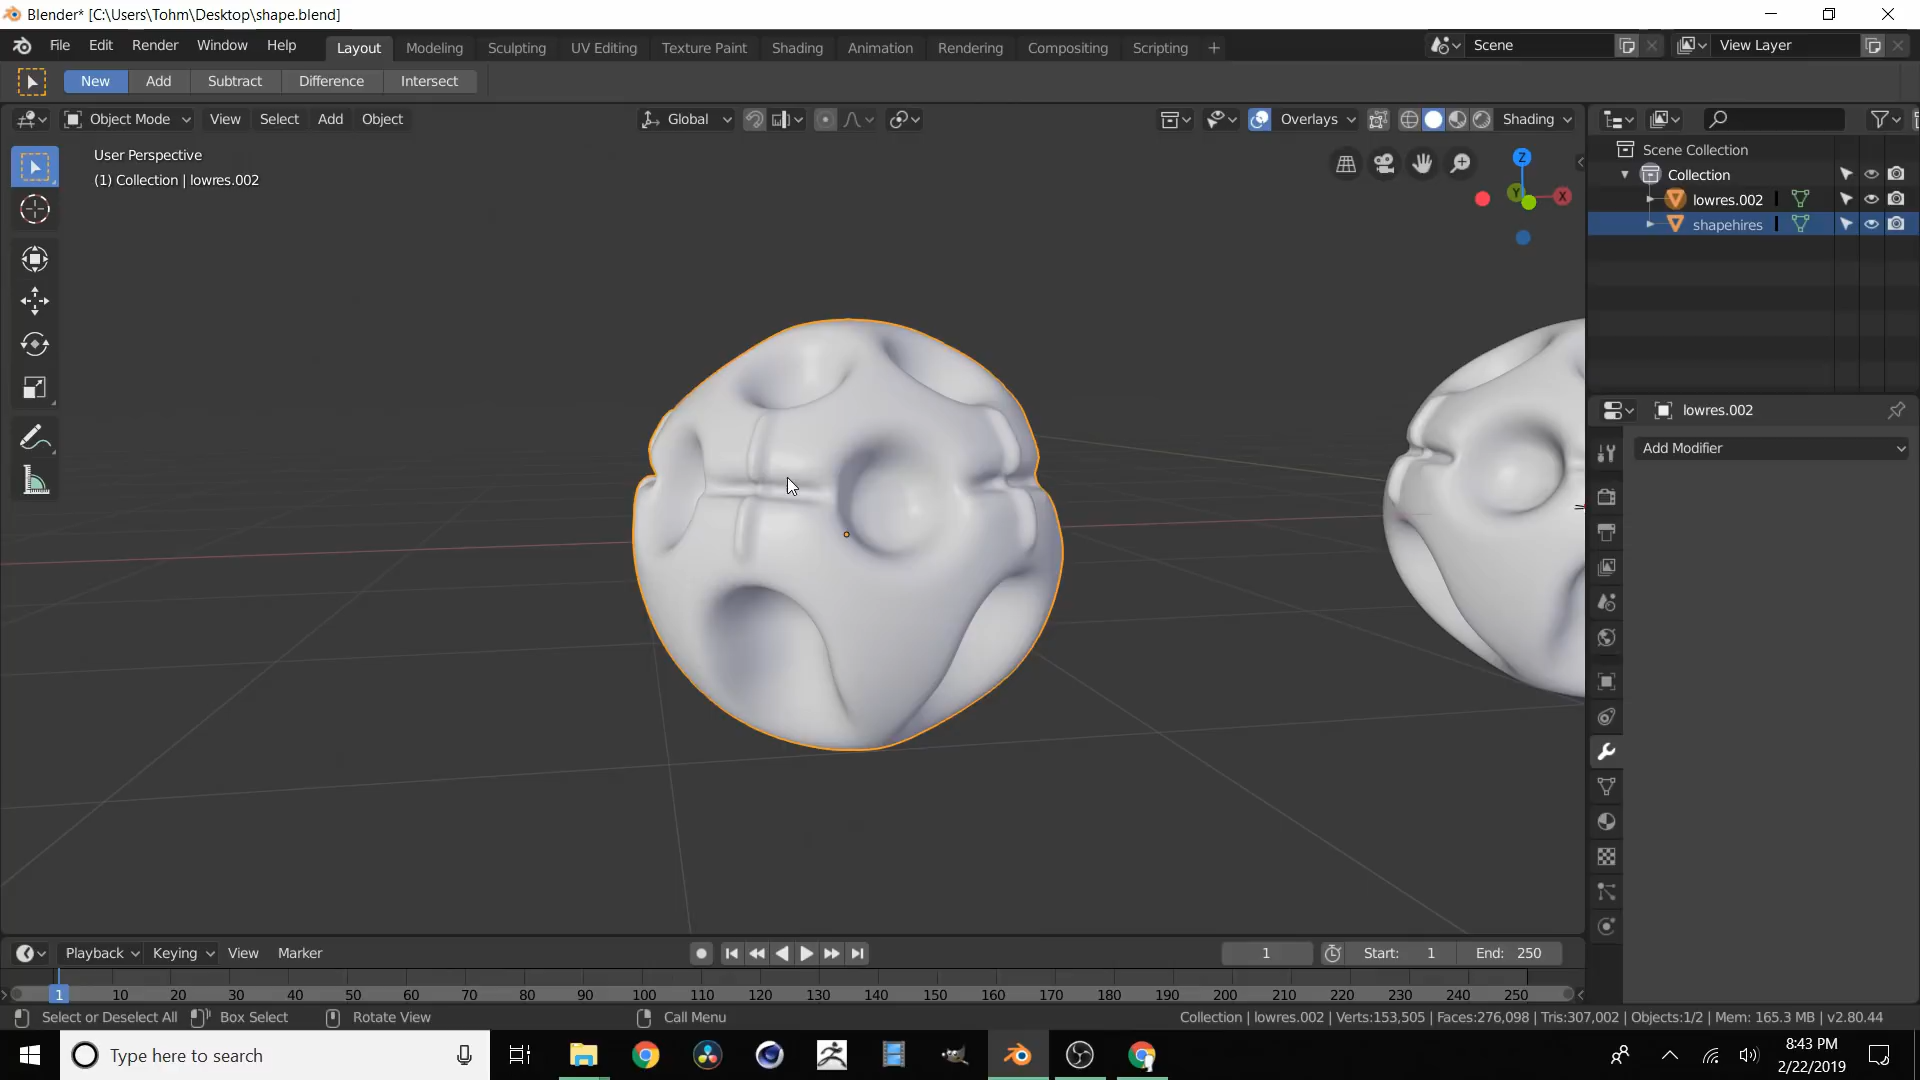 Blender* [C:\Users\Tohm\Desktop\shape.blend]
File Edit Render Window Help Layout Modeling Sculpting UV Editing Texture Paint Shading Animation Rendering Compositing Scripting + Scene View Layer
New Add Subtract Difference Intersect
Object Mode View Select Add Object Global Overlays Shading
User Perspective
(1) Collection | lowres.002
Z
Y
X
Scene Collection
Collection
lowres.002
shapehires
lowres.002
Add Modifier
Playback Keying View Marker 1 Start: 1 End: 250
1 10 20 30 40 50 60 70 80 90 100 110 120 130 140 150 160 170 180 190 200 210 220 230 240 250
Select or Deselect All Box Select Rotate View Call Menu Collection | lowres.002 | Verts:153,505 | Faces:276,098 | Tris:307,002 | Objects:1/2 | Mem: 165.3 MB | v2.80.44
Type here to search
8:43 PM
2/22/2019